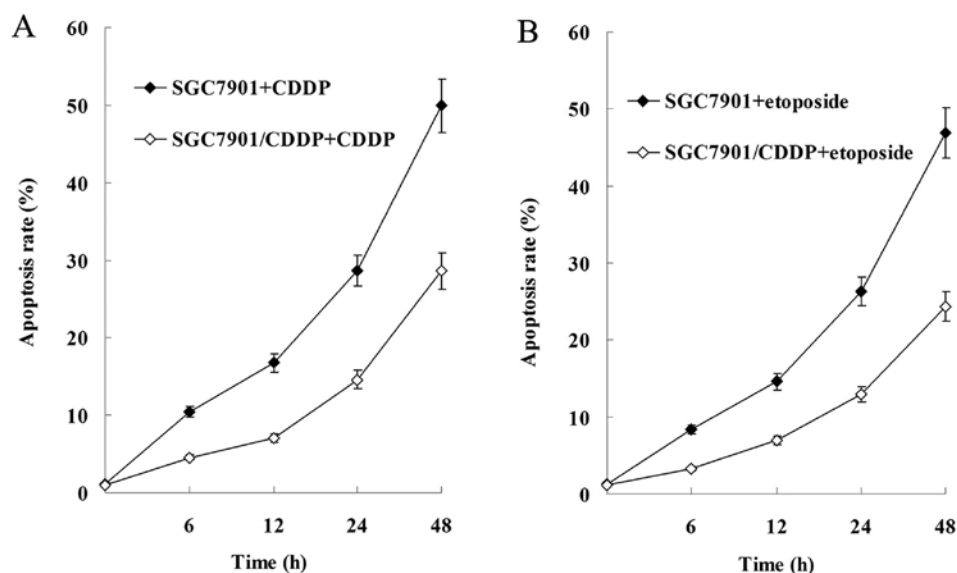 A
60
50
40
30
20
10
0
Apoptosis rate (%)
SGC7901+CDDP
SGC7901/CDDP+CDDP
6 12 24 48
Time (h)
B
60
50
40
30
20
10
0
Apoptosis rate (%)
SGC7901+etoposide
SGC7901/CDDP+etoposide
6 12 24 48
Time (h)